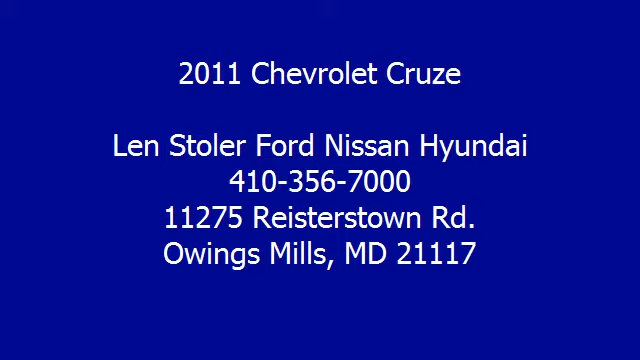 2011 Chevrolet Cruze
Len Stoler Ford Nissan Hyundai
410-356-7000
11275 Reisterstown Rd.
Owings Mills, MD 21117